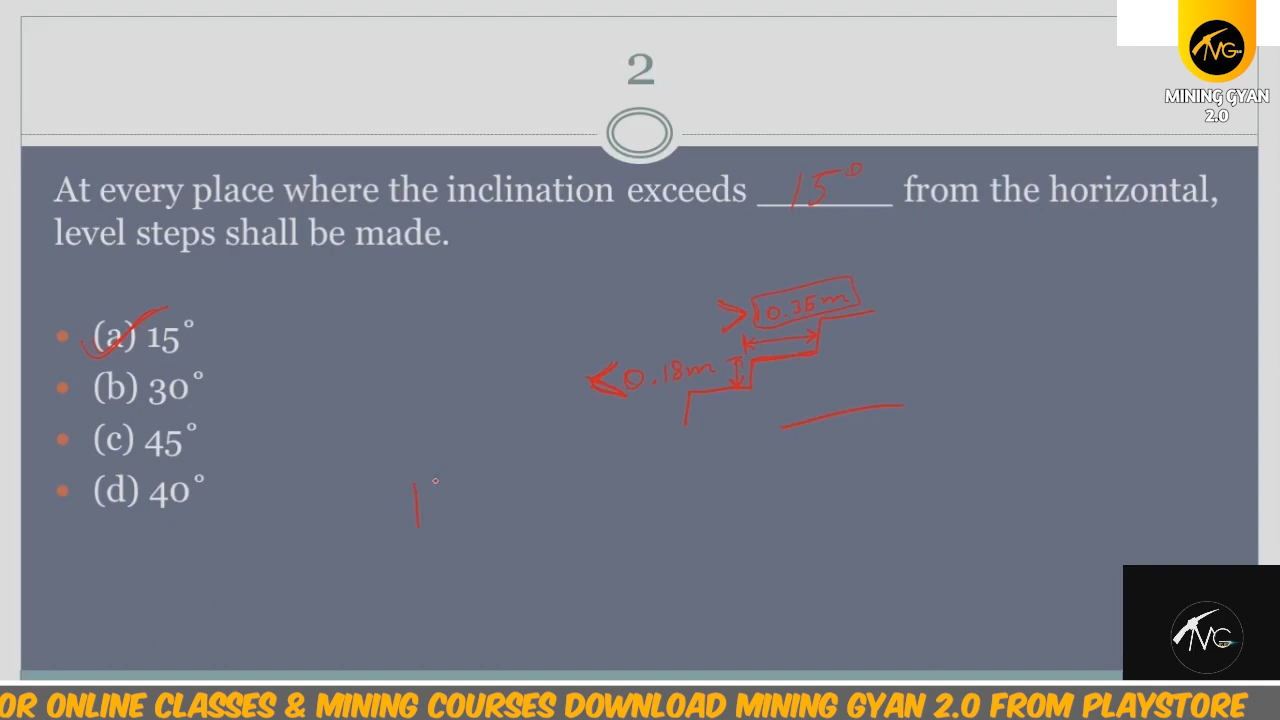 2
MINING GYAN
2.0
At every place where the inclination exceeds 15° from the horizontal,
level steps shall be made.
> 0.35m
(a) 15°
< 0.18m
(b) 30°
(c) 45°
(d) 40°
OR ONLINE CLASSES & MINING COURSES DOWNLOAD MINING GYAN 2.0 FROM PLAYSTORE